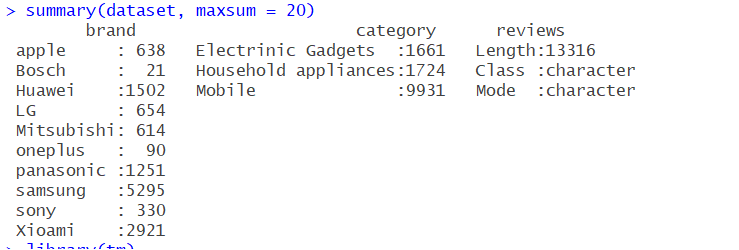 > summary(dataset, maxsum = 20)
brand category reviews
apple : 638 Electrinic Gadgets :1661 Length:13316
Bosch : 21 Household appliances:1724 Class :character
Huawei :1502 Mobile :9931 Mode :character
LG : 654
Mitsubishi: 614
oneplus : 90
panasonic :1251
samsung :5295
sony : 330
Xioami :2921
> library(tm)